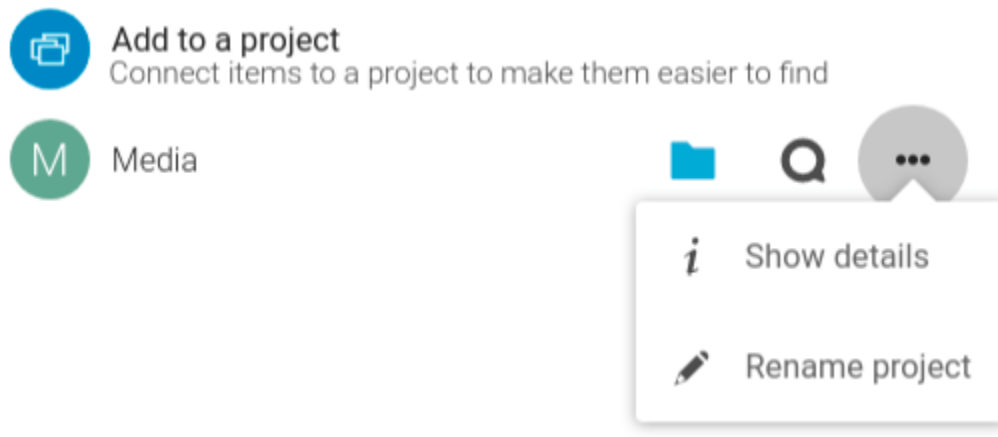 Add to a project
Connect items to a project to make them easier to find
M Media
Show details
Rename project